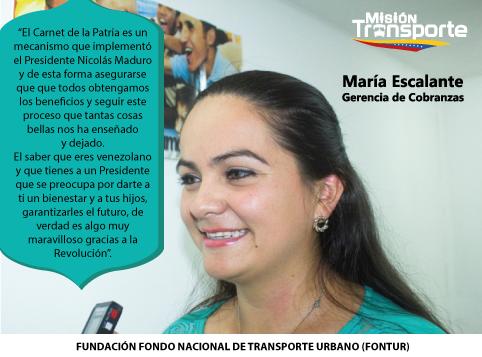 Misión
Transporte
María Escalante
Gerencia de Cobranzas
“El Carnet de la Patria es un
mecanismo que implementó
el Presidente Nicolás Maduro
y de esta forma asegurarse
que que todos obtengamos
los beneficios y seguir este
proceso que tantas cosas
bellas nos ha enseñado
y dejado.
El saber que eres venezolano
y que tienes a un Presidente
que se preocupa por darte a
ti un bienestar y a tus hijos,
garantizarles el futuro, de
verdad es algo muy
maravilloso gracias a la
Revolución”.
FUNDACIÓN FONDO NACIONAL DE TRANSPORTE URBANO (FONTUR)